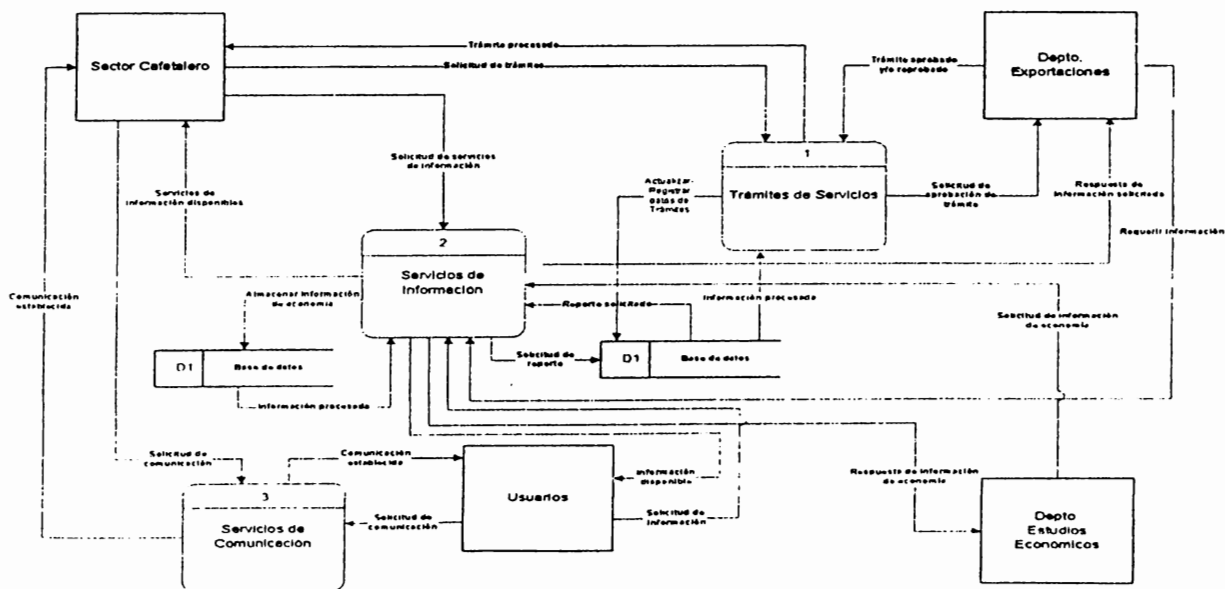 Sector Cafetalero
Trámite procesado
Solicitud de trámites
Trámite aprobado
y/o reprobado
Depto.
Exportaciones
Solicitud de servicios
de información
1
Trámites de Servicios
Servicios de
información disponibles
Actualizar-
Registrar
datos de
Trámites
Solicitud de
aprobación de
trámite
Respuesta de
información solicitada
Requerir información
2
Servicios de
Información
Comunicación
establecida
Almacenar información
de economía
Reporte solicitado
Información procesada
Solicitud de información
de economía
D1
Base de datos
Solicitud de
reporte
D1
Base de datos
Información procesada
Solicitud de
comunicación
Comunicación
establecida
Usuarios
Información
disponible
Respuesta de información
de economía
3
Servicios de
Comunicación
Solicitud de
comunicación
Solicitud de
información
Depto
Estudios
Económicos